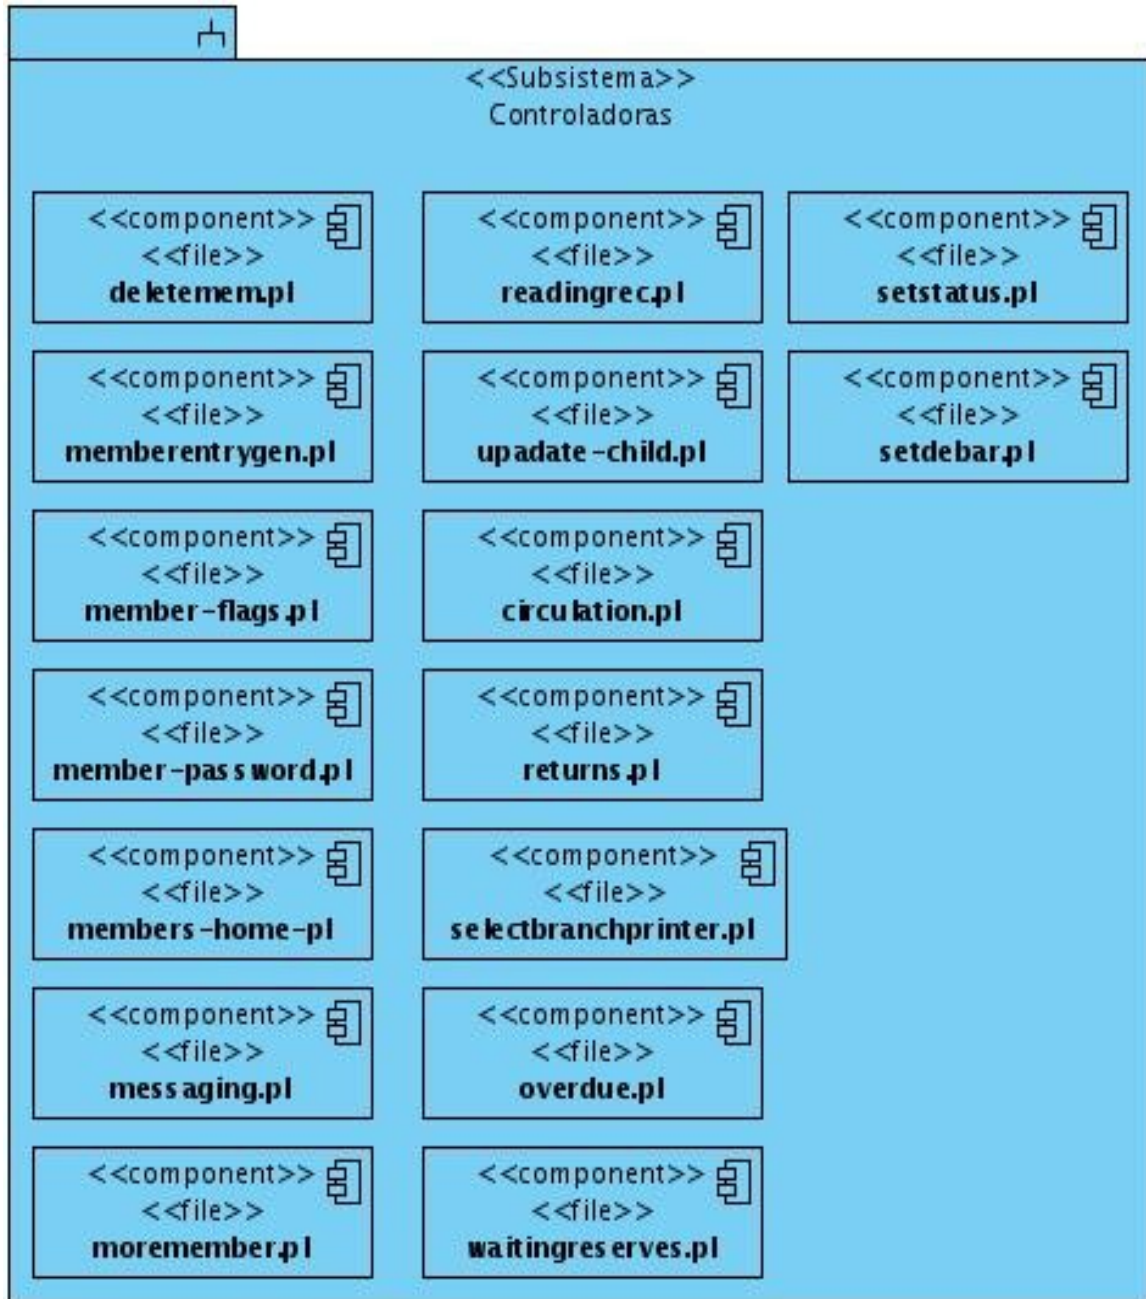 <<Subsistema>>
Controladoras
<<component>>
<<file>>
deletemem.pl
<<component>>
<<file>>
memberentrygen.pl
<<component>>
<<file>>
member-flags.pl
<<component>>
<<file>>
member-password.pl
<<component>>
<<file>>
members-home-pl
<<component>>
<<file>>
messaging.pl
<<component>>
<<file>>
moremember.pl
<<component>>
<<file>>
readingrec.pl
<<component>>
<<file>>
upadate-child.pl
<<component>>
<<file>>
circulation.pl
<<component>>
<<file>>
returns.pl
<<component>>
<<file>>
selectbranchprinter.pl
<<component>>
<<file>>
overdue.pl
<<component>>
<<file>>
waitingreserves.pl
<<component>>
<<file>>
setstatus.pl
<<component>>
<<file>>
setdebar.pl